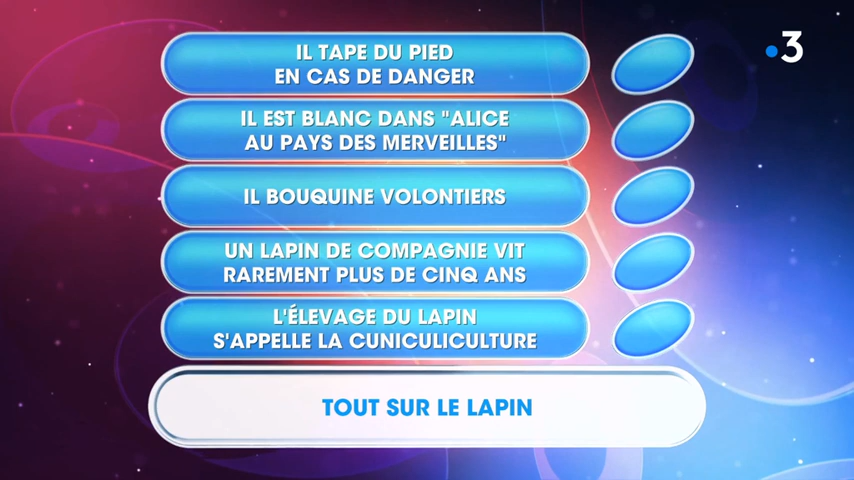 3
IL TAPE DU PIED
EN CAS DE DANGER
IL EST BLANC DANS "ALICE
AU PAYS DES MERVEILLES"
IL BOUQUINE VOLONTIERS
UN LAPIN DE COMPAGNIE VIT
RAREMENT PLUS DE CINQ ANS
L'ÉLEVAGE DU LAPIN
S'APPELLE LA CUNICULICULTURE
TOUT SUR LE LAPIN